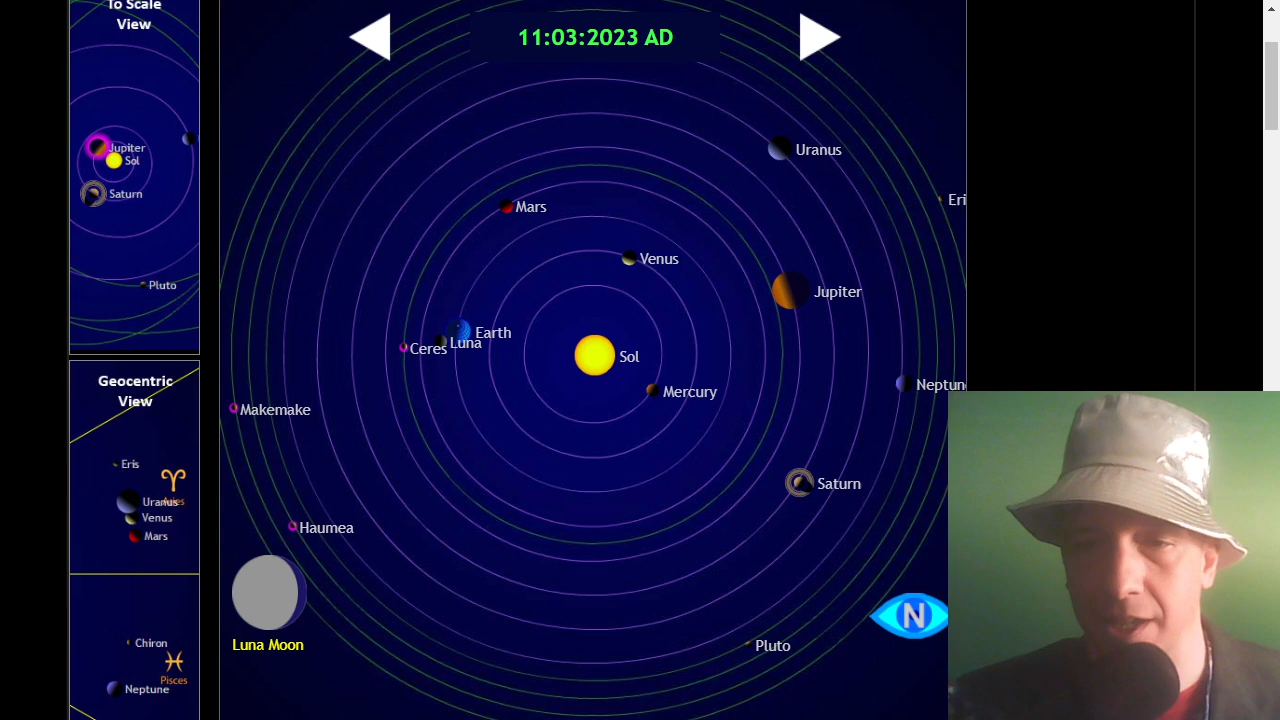 To Scale
View
Jupiter
Sol
Saturn
Pluto
Geocentric
View
Eris
Aries
Uranus
Venus
Mars
Chiron
Pisces
Neptune
11:03:2023 AD
Uranus
Eri
Mars
Venus
Jupiter
Earth
Luna
Ceres
Sol
Neptun
Mercury
Makemake
Saturn
Haumea
N
Luna Moon
Pluto